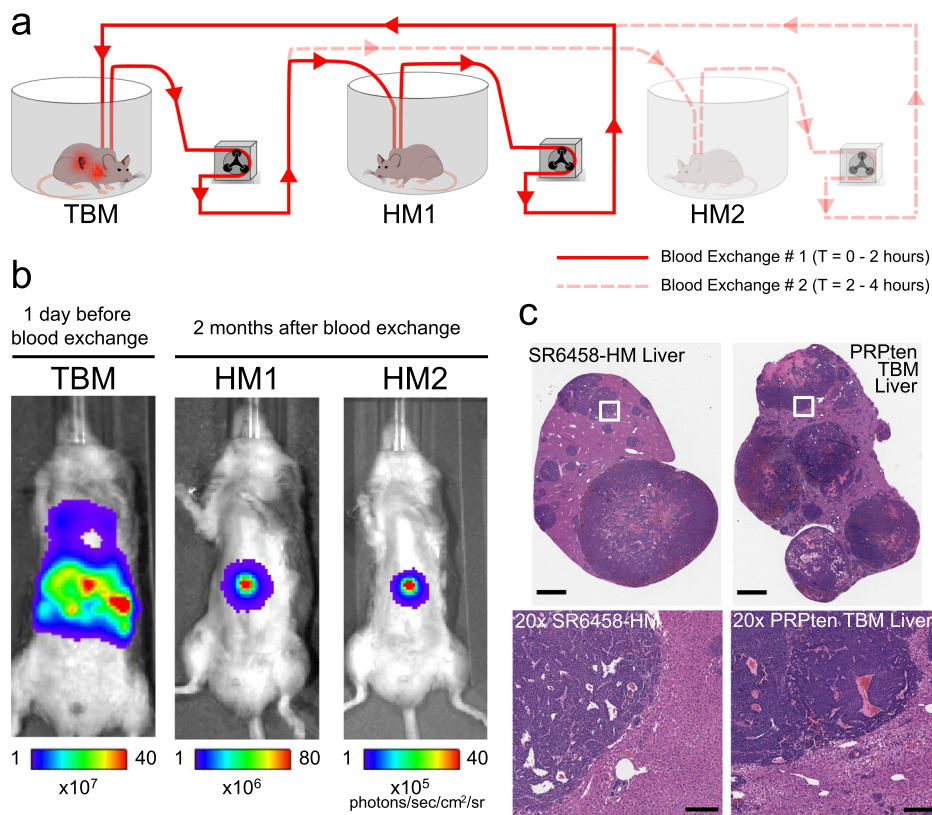 a
TBM
HM1
HM2
Blood Exchange # 1 (T = 0 - 2 hours)
Blood Exchange # 2 (T = 2 - 4 hours)
b
1 day before
blood exchange
2 months after blood exchange
TBM
HM1
HM2
1 40
x10⁷
1 80
x10⁶
1 40
x10⁵
photons/sec/cm²/sr
c
SR6458-HM Liver
PRPten
TBM
Liver
20x SR6458-HM
20x PRPten TBM Liver